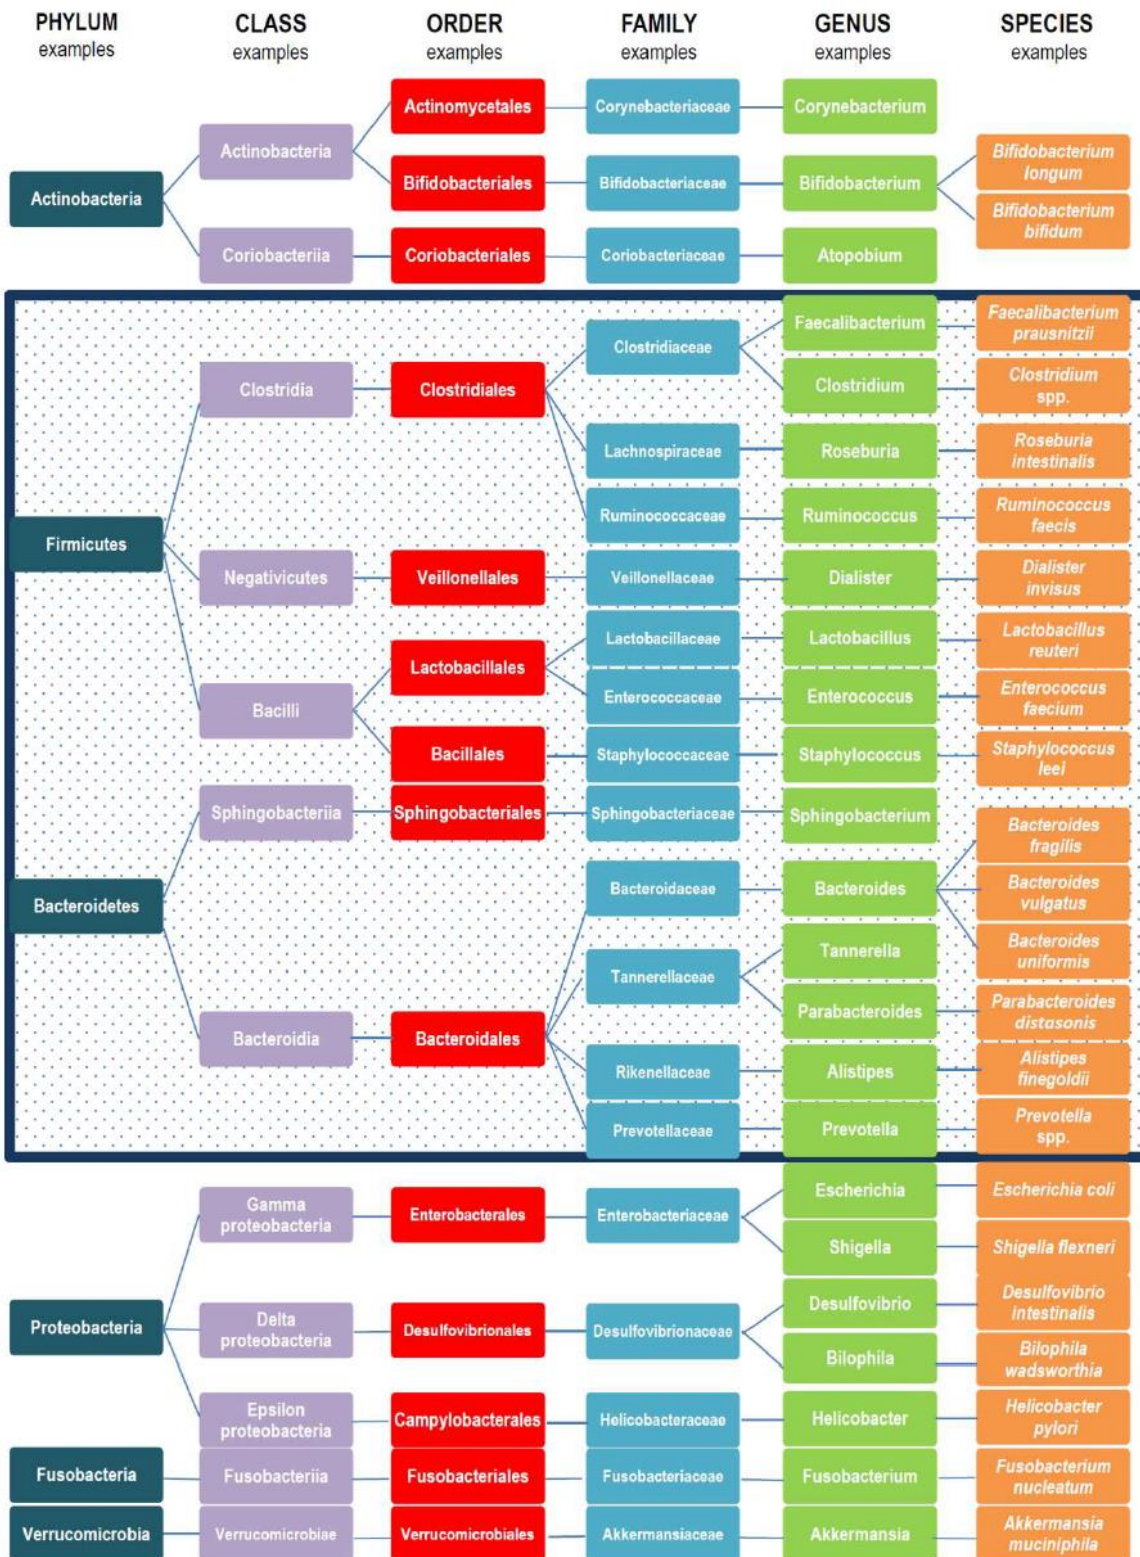 PHYLUM
examples
CLASS
examples
ORDER
examples
FAMILY
examples
GENUS
examples
SPECIES
examples
Actinobacteria
Actinobacteria
Actinomycetales
Corynebacteriaceae
Corynebacterium
Bifidobacteriales
Bifidobacteriaceae
Bifidobacterium
Bifidobacterium
longum
Bifidobacterium
bifidum
Coriobacteriia
Coriobacteriales
Coriobacteriaceae
Atopobium
Firmicutes
Clostridia
Clostridiales
Clostridiaceae
Faecalibacterium
Faecalibacterium
prausnitzii
Clostridium
Clostridium
spp.
Lachnospiraceae
Roseburia
Roseburia
intestinalis
Ruminococcaceae
Ruminococcus
Ruminococcus
faecis
Negativicutes
Veillonellales
Veillonellaceae
Dialister
Dialister
invisus
Bacilli
Lactobacillales
Lactobacillaceae
Lactobacillus
Lactobacillus
reuteri
Enterococcaceae
Enterococcus
Enterococcus
faecium
Bacillales
Staphylococcaceae
Staphylococcus
Staphylococcus
leei
Bacteroidetes
Sphingobacteriia
Sphingobacteriales
Sphingobacteriaceae
Sphingobacterium
Bacteroidia
Bacteroidales
Bacteroidaceae
Bacteroides
Bacteroides
fragilis
Bacteroides
vulgatus
Bacteroides
uniformis
Tannerellaceae
Tannerella
Parabacteroides
Parabacteroides
distasonis
Rikenellaceae
Alistipes
Alistipes
finegoldii
Prevotellaceae
Prevotella
Prevotella
spp.
Proteobacteria
Gamma
proteobacteria
Enterobacterales
Enterobacteriaceae
Escherichia
Escherichia coli
Shigella
Shigella flexneri
Delta
proteobacteria
Desulfovibrionales
Desulfovibrionaceae
Desulfovibrio
Desulfovibrio
intestinalis
Bilophila
Bilophila
wadsworthia
Epsilon
proteobacteria
Campylobacterales
Helicobacteraceae
Helicobacter
Helicobacter
pylori
Fusobacteria
Fusobacteriia
Fusobacteriales
Fusobacteriaceae
Fusobacterium
Fusobacterium
nucleatum
Verrucomicrobia
Verrucomicrobiae
Verrucomicrobiales
Akkermansiaceae
Akkermansia
Akkermansia
muciniphila